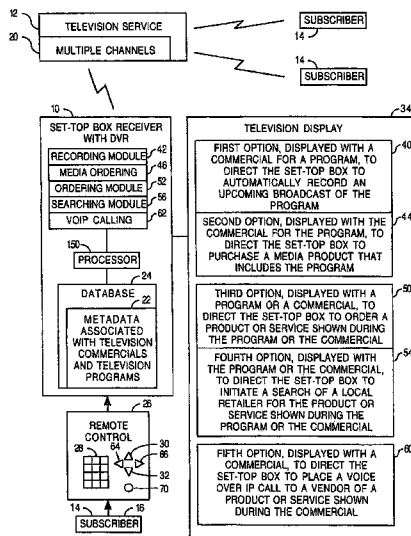 12
TELEVISION SERVICE
20
MULTIPLE CHANNELS
SUBSCRIBER
14
14
SUBSCRIBER
10
SET-TOP BOX RECEIVER
WITH DVR
RECORDING MODULE
42
MEDIA ORDERING
46
ORDERING MODULE
52
SEARCHING MODULE
56
VOIP CALLING
62
150
PROCESSOR
24
DATABASE
22
METADATA
ASSOCIATED
WITH TELEVISION
COMMERCIALS
AND TELEVISION
PROGRAMS
26
REMOTE
CONTROL
28
64
30
66
32
70
SUBSCRIBER
14
16
34
TELEVISION DISPLAY
40
FIRST OPTION, DISPLAYED WITH A
COMMERCIAL FOR A PROGRAM, TO
DIRECT THE SET-TOP BOX TO
AUTOMATICALLY RECORD AN
UPCOMING BROADCAST OF THE
PROGRAM
44
SECOND OPTION, DISPLAYED WITH THE
COMMERCIAL FOR THE PROGRAM, TO
DIRECT THE SET-TOP BOX TO
PURCHASE A MEDIA PRODUCT THAT
INCLUDES THE PROGRAM
50
THIRD OPTION, DISPLAYED WITH A
PROGRAM OR A COMMERCIAL, TO
DIRECT THE SET-TOP BOX TO ORDER A
PRODUCT OR SERVICE SHOWN DURING
THE PROGRAM OR THE COMMERCIAL
54
FOURTH OPTION, DISPLAYED WITH
THE PROGRAM OR THE COMMERCIAL,
TO DIRECT THE SET-TOP BOX TO
INITIATE A SEARCH OF A LOCAL
RETAILER FOR THE PRODUCT OR
SERVICE SHOWN DURING THE
PROGRAM OR THE COMMERCIAL
60
FIFTH OPTION, DISPLAYED WITH A
COMMERCIAL, TO DIRECT THE
SET-TOP BOX TO PLACE A VOICE
OVER IP CALL TO A VENDOR OF A
PRODUCT OR SERVICE SHOWN
DURING THE COMMERCIAL